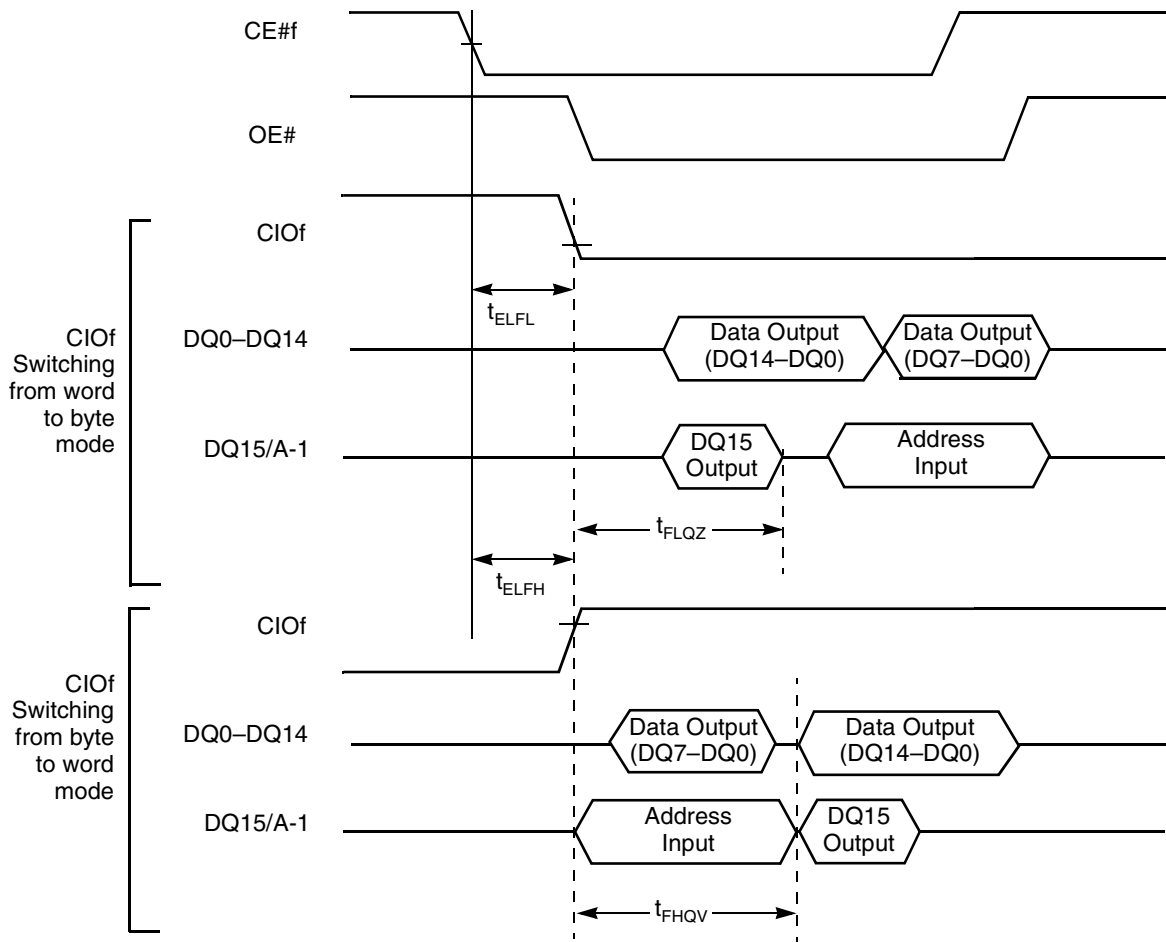 CE#f
OE#
CIOf
Switching
from word
to byte
mode
CIOf
tELFL
DQ0–DQ14
Data Output
(DQ14–DQ0)
Data Output
(DQ7–DQ0)
DQ15/A-1
DQ15
Output
Address
Input
tFLQZ
tELFH
CIOf
Switching
from byte
to word
mode
CIOf
DQ0–DQ14
Data Output
(DQ7–DQ0)
Data Output
(DQ14–DQ0)
DQ15/A-1
Address
Input
DQ15
Output
tFHQV